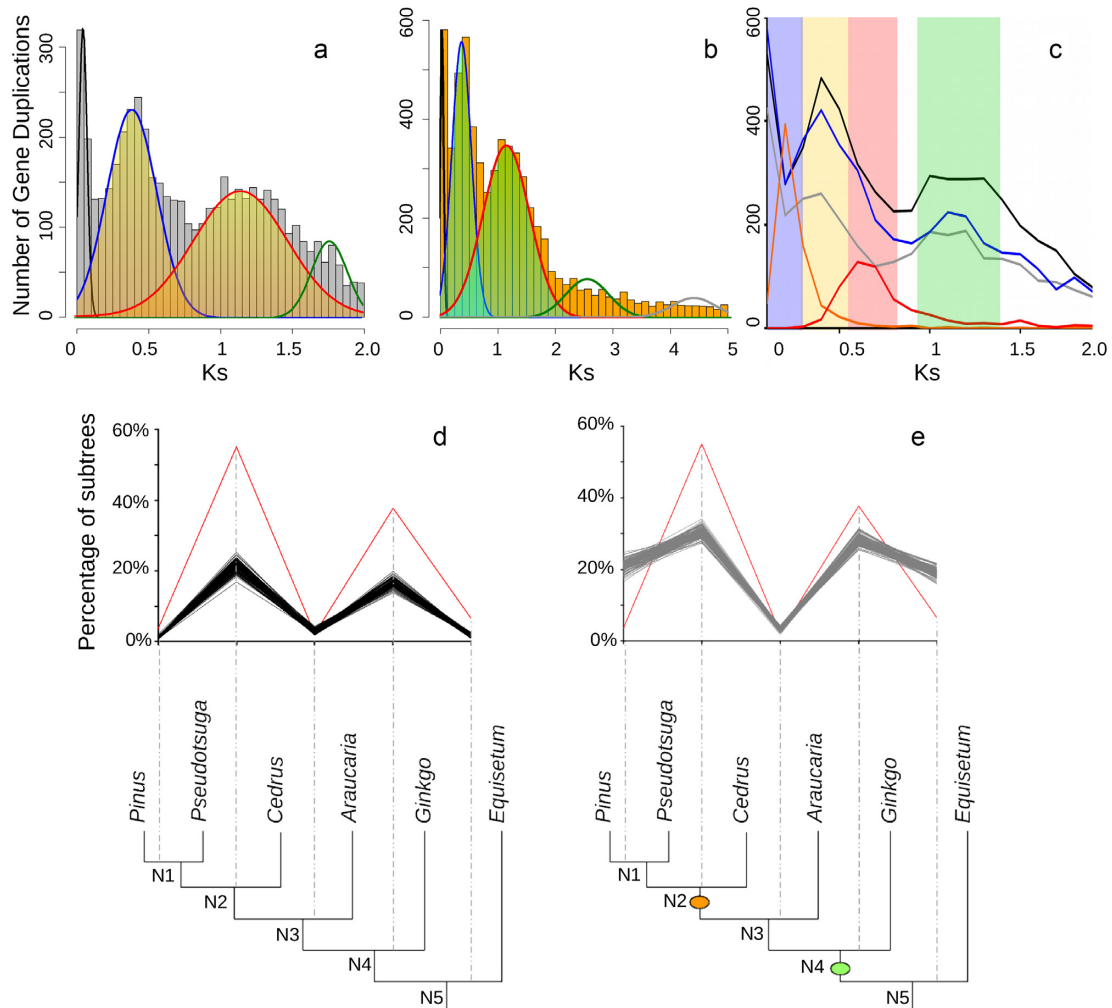 a
b
c
Number of Gene Duplications
300
200
100
0
0
0.5
1
1.5
2.0
Ks
600
400
200
0
0
1
2
3
4
5
Ks
600
400
200
0
0
0.5
1
1.5
2.0
Ks
d
e
Percentage of subtrees
60%
40%
20%
0%
60%
40%
20%
0%
Pinus
Pseudotsuga
Cedrus
Araucaria
Ginkgo
Equisetum
N1
N2
N3
N4
N5
Pinus
Pseudotsuga
Cedrus
Araucaria
Ginkgo
Equisetum
N1
N2
N3
N4
N5